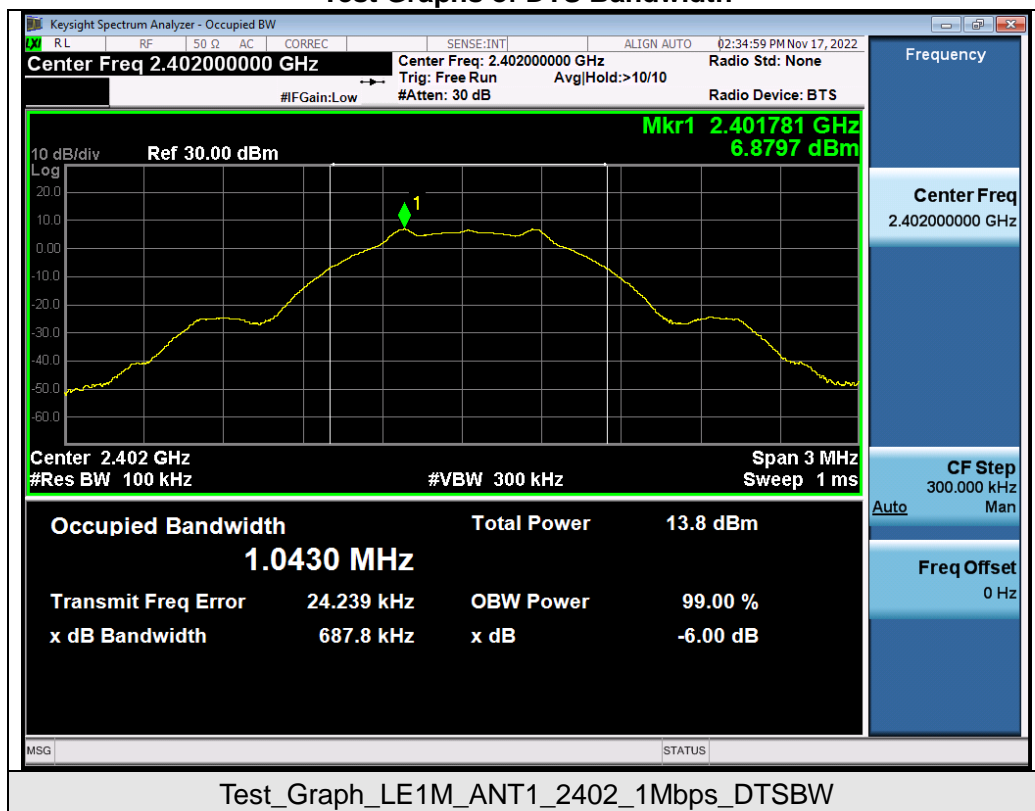 Test Graphs of DTS Bandwidth
Keysight Spectrum Analyzer - Occupied BW
LXI RL RF 50 Ω AC CORREC SENSE:INT ALIGN AUTO 02:34:59 PM Nov 17, 2022
Center Freq 2.402000000 GHz
Center Freq: 2.402000000 GHz Radio Std: None
Trig: Free Run Avg|Hold:>10/10
#IFGain:Low #Atten: 30 dB Radio Device: BTS
Mkr1 2.401781 GHz
6.8797 dBm
10 dB/div Ref 30.00 dBm
Log
20.0
10.0
0.00
-10.0
-20.0
-30.0
-40.0
-50.0
-60.0
1
Center 2.402 GHz Span 3 MHz
#Res BW 100 kHz #VBW 300 kHz Sweep 1 ms
Occupied Bandwidth Total Power 13.8 dBm
1.0430 MHz
Transmit Freq Error 24.239 kHz OBW Power 99.00 %
x dB Bandwidth 687.8 kHz x dB -6.00 dB
MSG STATUS
Frequency
Center Freq
2.402000000 GHz
CF Step
300.000 kHz
Auto Man
Freq Offset
0 Hz
Test_Graph_LE1M_ANT1_2402_1Mbps_DTSBW